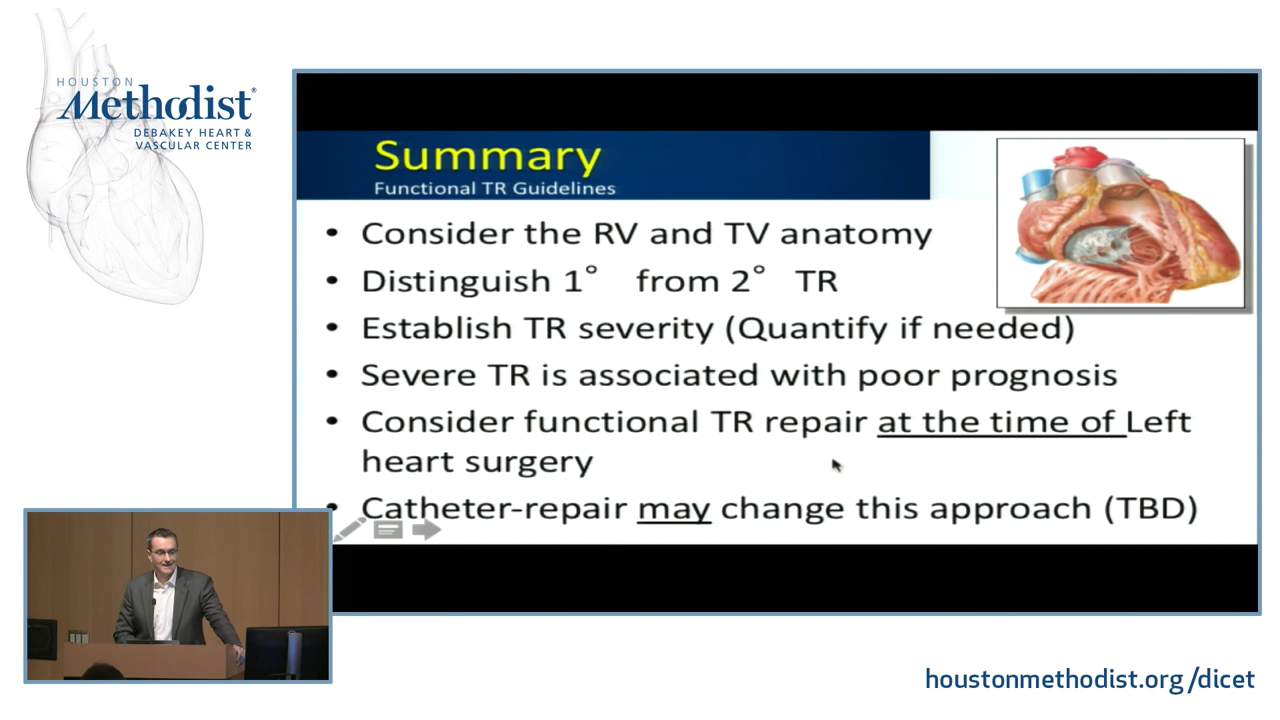 HOUSTON
Methodist®
DEBAKEY HEART &
VASCULAR CENTER
Summary
Functional TR Guidelines
• Consider the RV and TV anatomy
• Distinguish 1° from 2° TR
• Establish TR severity (Quantify if needed)
• Severe TR is associated with poor prognosis
• Consider functional TR repair at the time of Left
heart surgery
• Catheter-repair may change this approach (TBD)
houstonmethodist.org/dicet